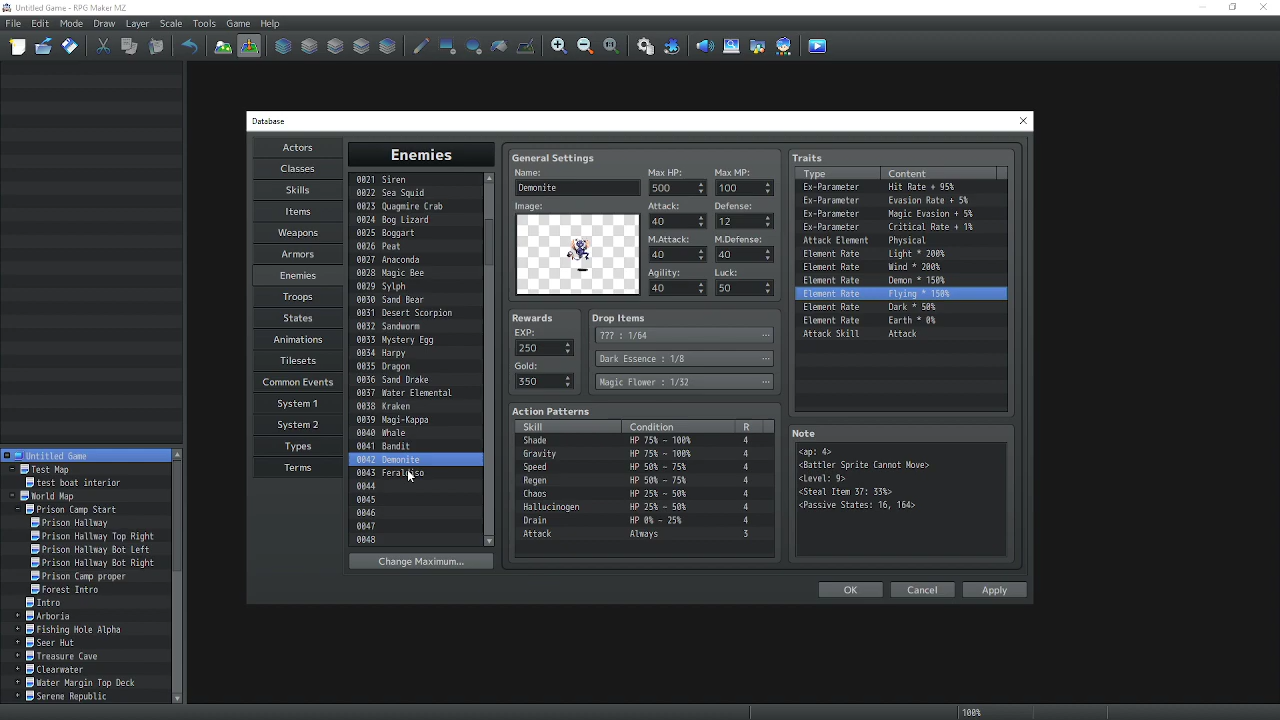 Untitled Game - RPG Maker MZ
File Edit Mode Draw Layer Scale Tools Game Help
Database
Actors
Classes
Skills
Items
Weapons
Armors
Enemies
Troops
States
Animations
Tilesets
Common Events
System 1
System 2
Types
Terms
Enemies
0021 Siren
0022 Sea Squid
0023 Quagmire Crab
0024 Bog Lizard
0025 Boggart
0026 Peat
0027 Anaconda
0028 Magic Bee
0029 Sylph
0030 Sand Bear
0031 Desert Scorpion
0032 Sandworm
0033 Mystery Egg
0034 Harpy
0035 Dragon
0036 Sand Drake
0037 Water Elemental
0038 Kraken
0039 Magi-Kappa
0040 Whale
0041 Bandit
0042 Demonite
0043
0044
0045
0046
0047
0048
Change Maximum...
General Settings
Name:
Demonite
Image:
Max HP: Max MP:
500 100
Attack: Defense:
40 12
M.Attack: M.Defense:
40 40
Agility: Luck:
40 50
Rewards
EXP:
250
Gold:
350
Drop Items
??? : 1/64 ...
Dark Essence : 1/8 ...
Magic Flower : 1/32 ...
Action Patterns
Skill Condition R
Shade HP 75% ~ 100% 4
Gravity HP 75% ~ 100% 4
Speed HP 50% ~ 75% 4
Regen HP 50% ~ 75% 4
Chaos HP 25% ~ 50% 4
Hallucinogen HP 25% ~ 50% 4
Drain HP 0% ~ 25% 4
Attack Always 3
Traits
Type Content
Ex-Parameter Hit Rate + 95%
Ex-Parameter Evasion Rate + 5%
Ex-Parameter Magic Evasion + 5%
Ex-Parameter Critical Rate + 1%
Attack Element Physical
Element Rate Light * 200%
Element Rate Wind * 200%
Element Rate Demon * 150%
Element Rate Flying * 150%
Element Rate Dark * 50%
Element Rate Earth * 0%
Attack Skill Attack
Note
<ap: 4>
<Battler Sprite Cannot Move>
<Level: 9>
<Steal Item 37: 33%>
<Passive States: 16, 164>
OK Cancel Apply
Untitled Game
Test Map
test boat interior
World Map
Prison Camp Start
Prison Hallway
Prison Hallway Top Right
Prison Hallway Bot Left
Prison Hallway Bot Right
Prison Camp proper
Forest Intro
Intro
Arboria
Fishing Hole Alpha
Seer Hut
Treasure Cave
Clearwater
Water Margin Top Deck
Serene Republic
100%